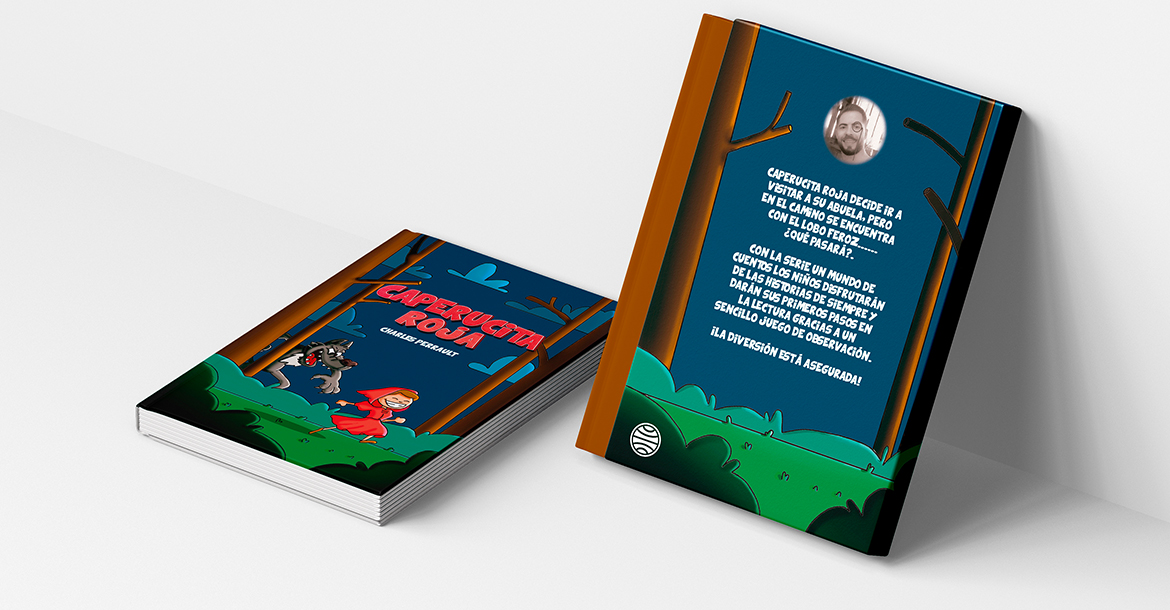 CAPERUCITA
ROJA
CHARLES PERRAULT
CAPERUCITA ROJA DECIDE IR A
VISITAR A SU ABUELA. PERO
EN EL CAMINO SE ENCUENTRA
CON EL LOBO FEROZ......
¿QUÉ PASARÁ?.
CON LA SERIE UN MUNDO DE
CUENTOS LOS NIÑOS DISFRUTARÁN
DE LAS HISTORIAS DE SIEMPRE Y
DARÁN SUS PRIMEROS PASOS EN
LA LECTURA GRACIAS A UN
SENCILLO JUEGO DE OBSERVACIÓN.
¡LA DIVERSIÓN ESTÁ ASEGURADA!